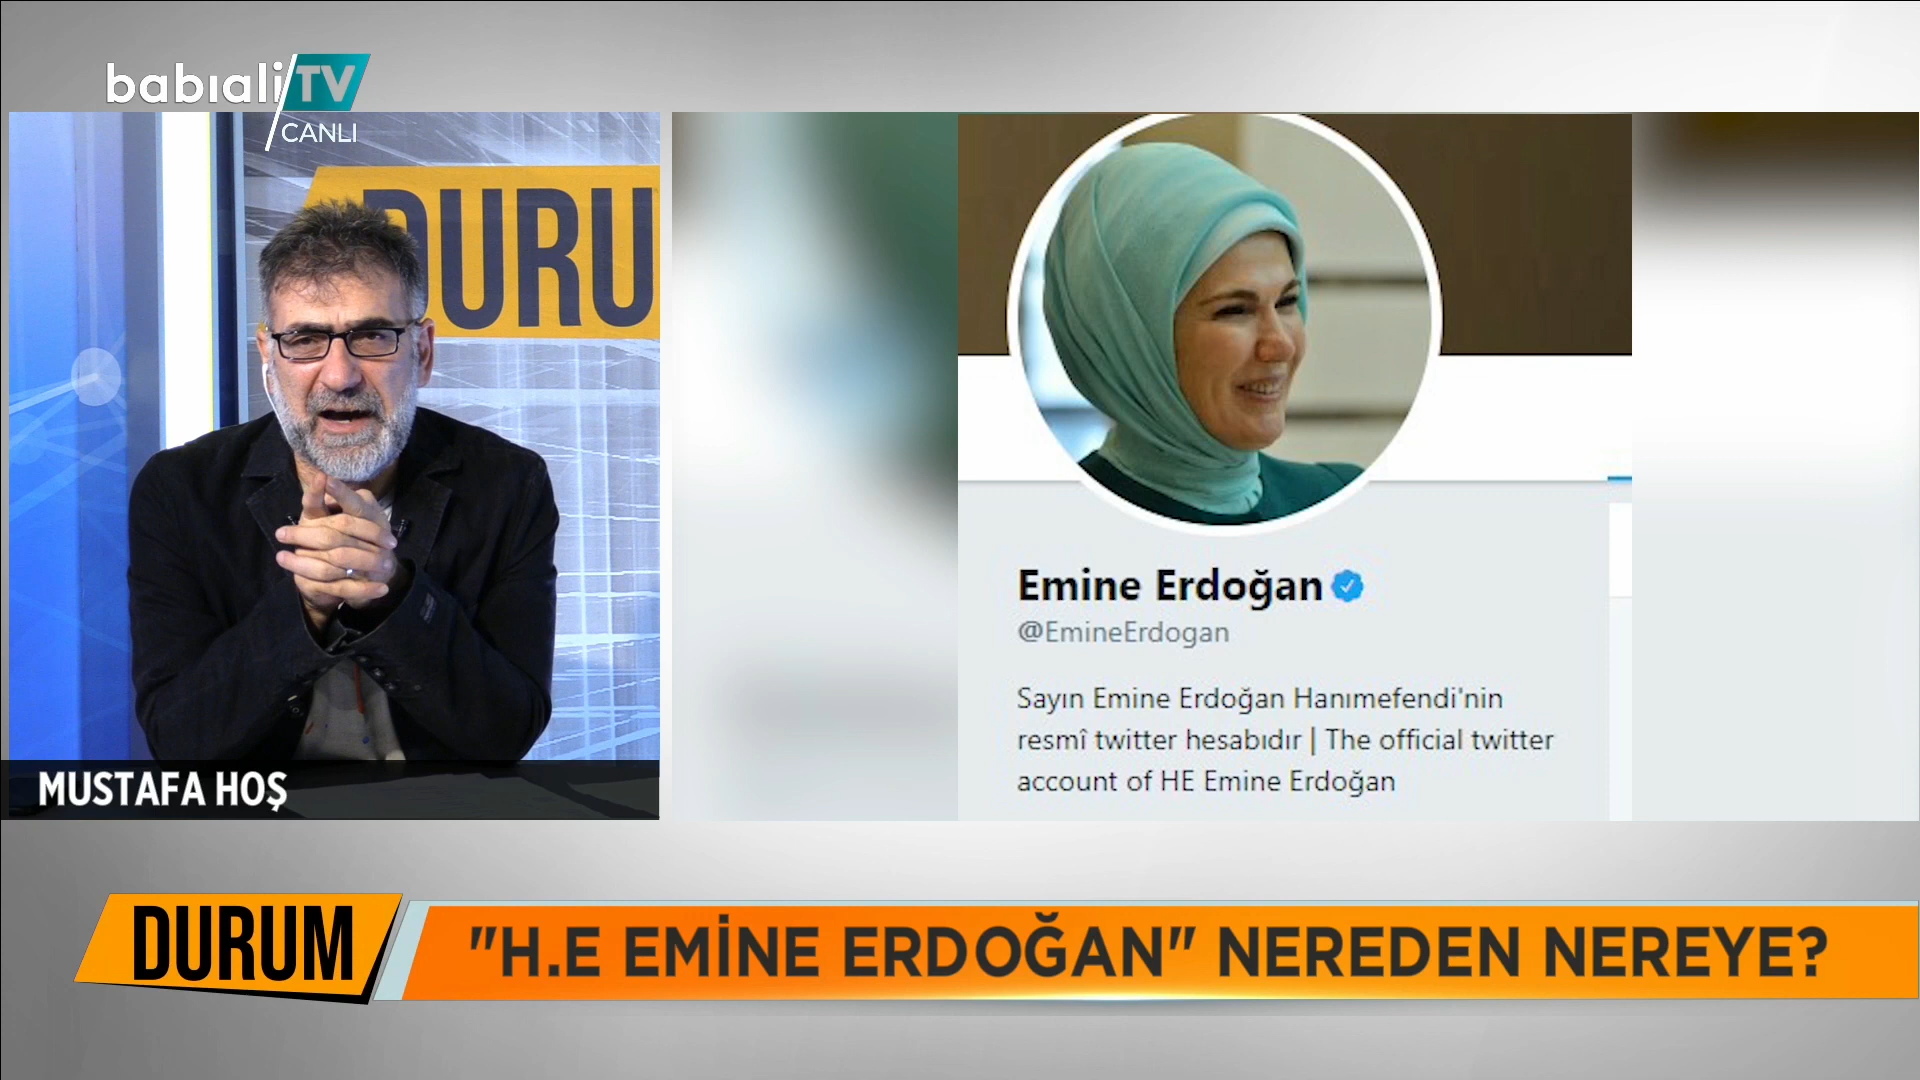 babıali TV
CANLI
DURU
MUSTAFA HOŞ
Emine Erdoğan
@EmineErdogan
Sayın Emine Erdoğan Hanımefendi'nin
resmî twitter hesabıdır | The official twitter
account of HE Emine Erdoğan
DURUM
"H.E EMİNE ERDOĞAN" NEREDEN NEREYE?